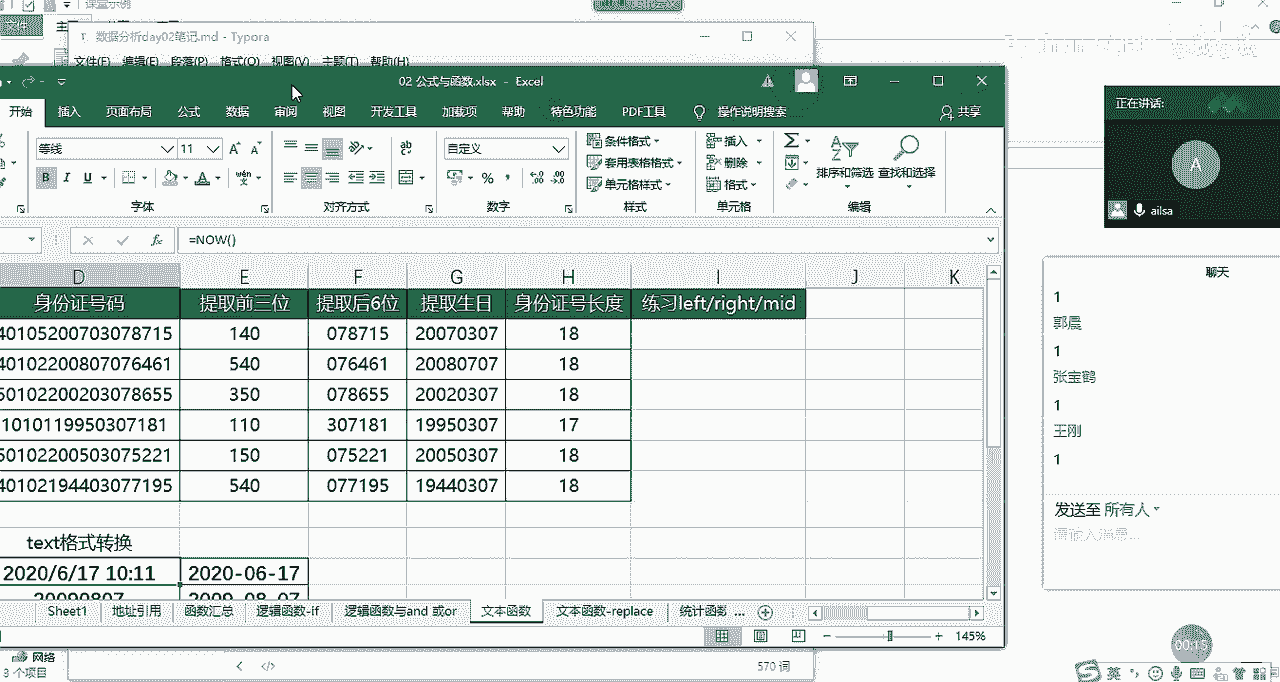 课堂示例
数据分析day02笔记.md - Typora
文件(F) 编辑(E) 段落(P) 格式(O) 视图(V) 主题(T) 帮助(H)
02 公式与函数.xlsx - Excel
开始 插入 页面布局 公式 数据 审阅 视图 开发工具 加载项 帮助 特色功能 PDF工具 操作说明搜索 共享
等线 11 自定义
条件格式 插入
套用表格格式 删除 排序和筛选 查找和选择
单元格样式 格式
字体 对齐方式 数字 样式 单元格 编辑
=NOW()
D E F G H I J K
身份证号码 提取前三位 提取后6位 提取生日 身份证号长度 练习left/right/mid
40105200703078715 140 078715 20070307 18
40102200807076461 540 076461 20080707 18
50102200203078655 350 078655 20020307 18
10101119950307181 110 307181 19950307 17
50102200503075221 150 075221 20050307 18
40102194403077195 540 077195 19440307 18
text格式转换
2020/6/17 10:11 2020-06-17
20090807 2009-08-07
Sheet1 地址引用 函数汇总 逻辑函数-if 逻辑函数与and 或or 文本函数 文本函数-replace 统计函数 ...
145%
网络
3 个项目
570 词
正在讲话:
A
ailsa
聊天
1
郭晨
1
张宝鹤
1
王刚
1
发送至 所有人
请输入消息...
00:15
英